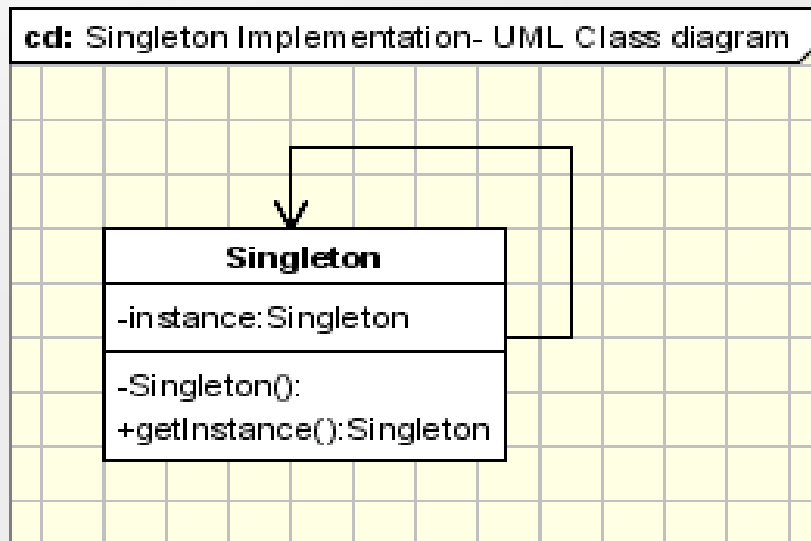 cd: Singleton Implementation- UML Class diagram
Singleton
-instance:Singleton
-Singleton():
+getInstance():Singleton